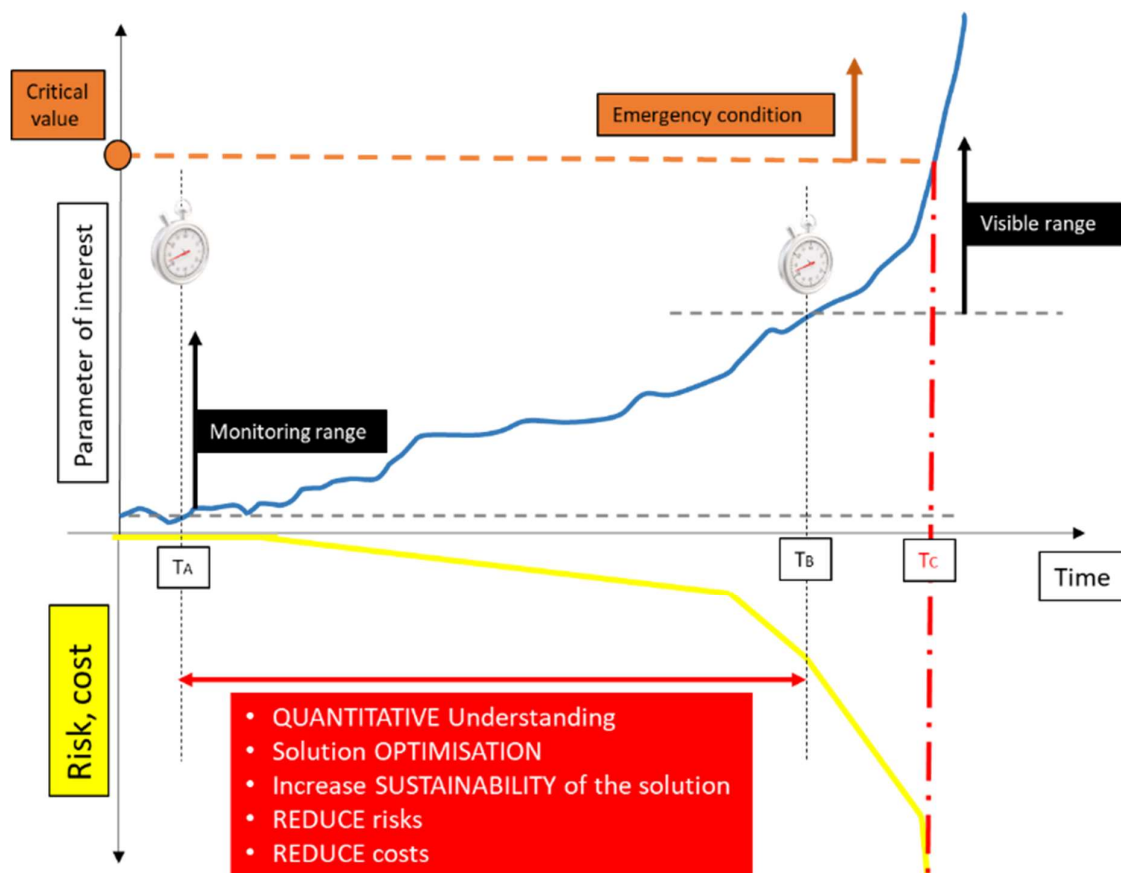 Critical
value
Emergency condition
Visible range
Parameter of interest
Monitoring range
TA
TB
TC
Time
Risk, cost
• QUANTITATIVE Understanding
• Solution OPTIMISATION
• Increase SUSTAINABILITY of the solution
• REDUCE risks
• REDUCE costs